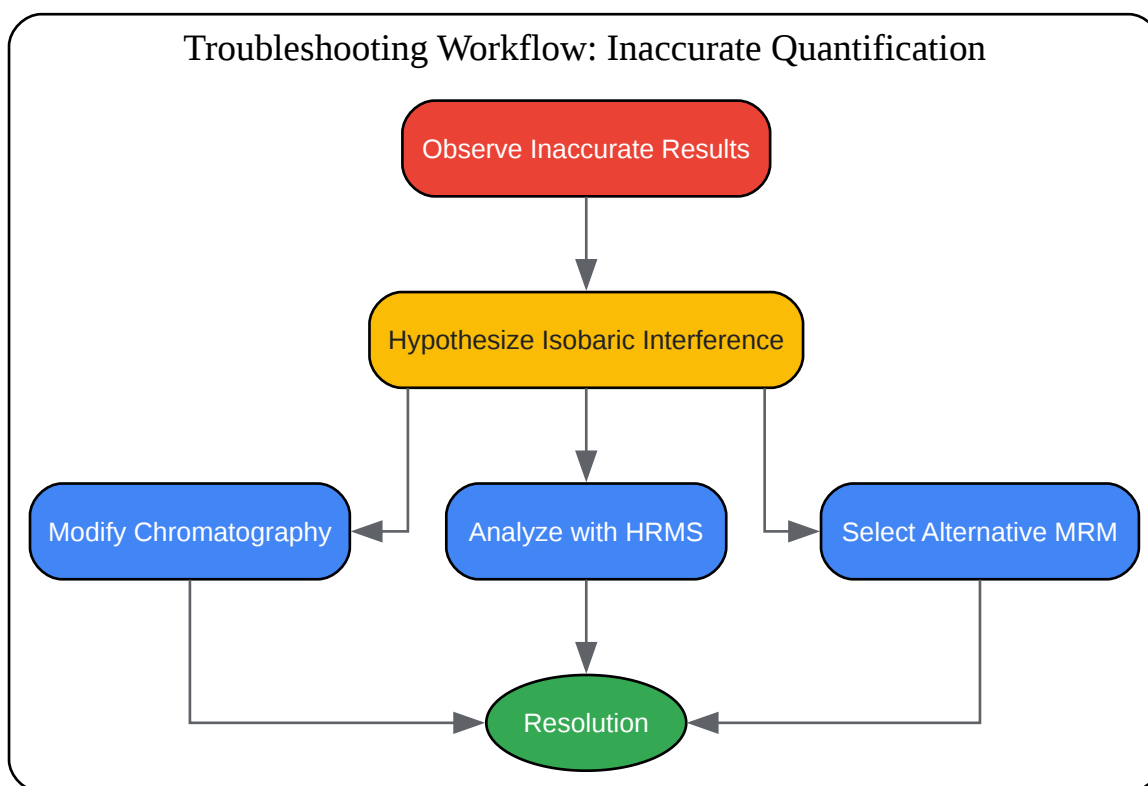 Troubleshooting Workflow: Inaccurate Quantification
Observe Inaccurate Results
Hypothesize Isobaric Interference
Modify Chromatography
Analyze with HRMS
Select Alternative MRM
Resolution